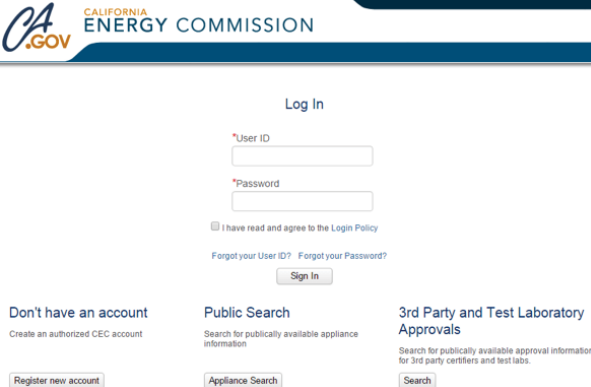 CA
.GOV
CALIFORNIA
ENERGY COMMISSION
Log In
*User ID
*Password
I have read and agree to the Login Policy
Forgot your User ID? Forgot your Password?
Sign In
Don't have an account
Create an authorized CEC account
Register new account
Public Search
Search for publically available appliance
information
Appliance Search
3rd Party and Test Laboratory
Approvals
Search for publically available approval information
for 3rd party certifiers and test labs.
Search